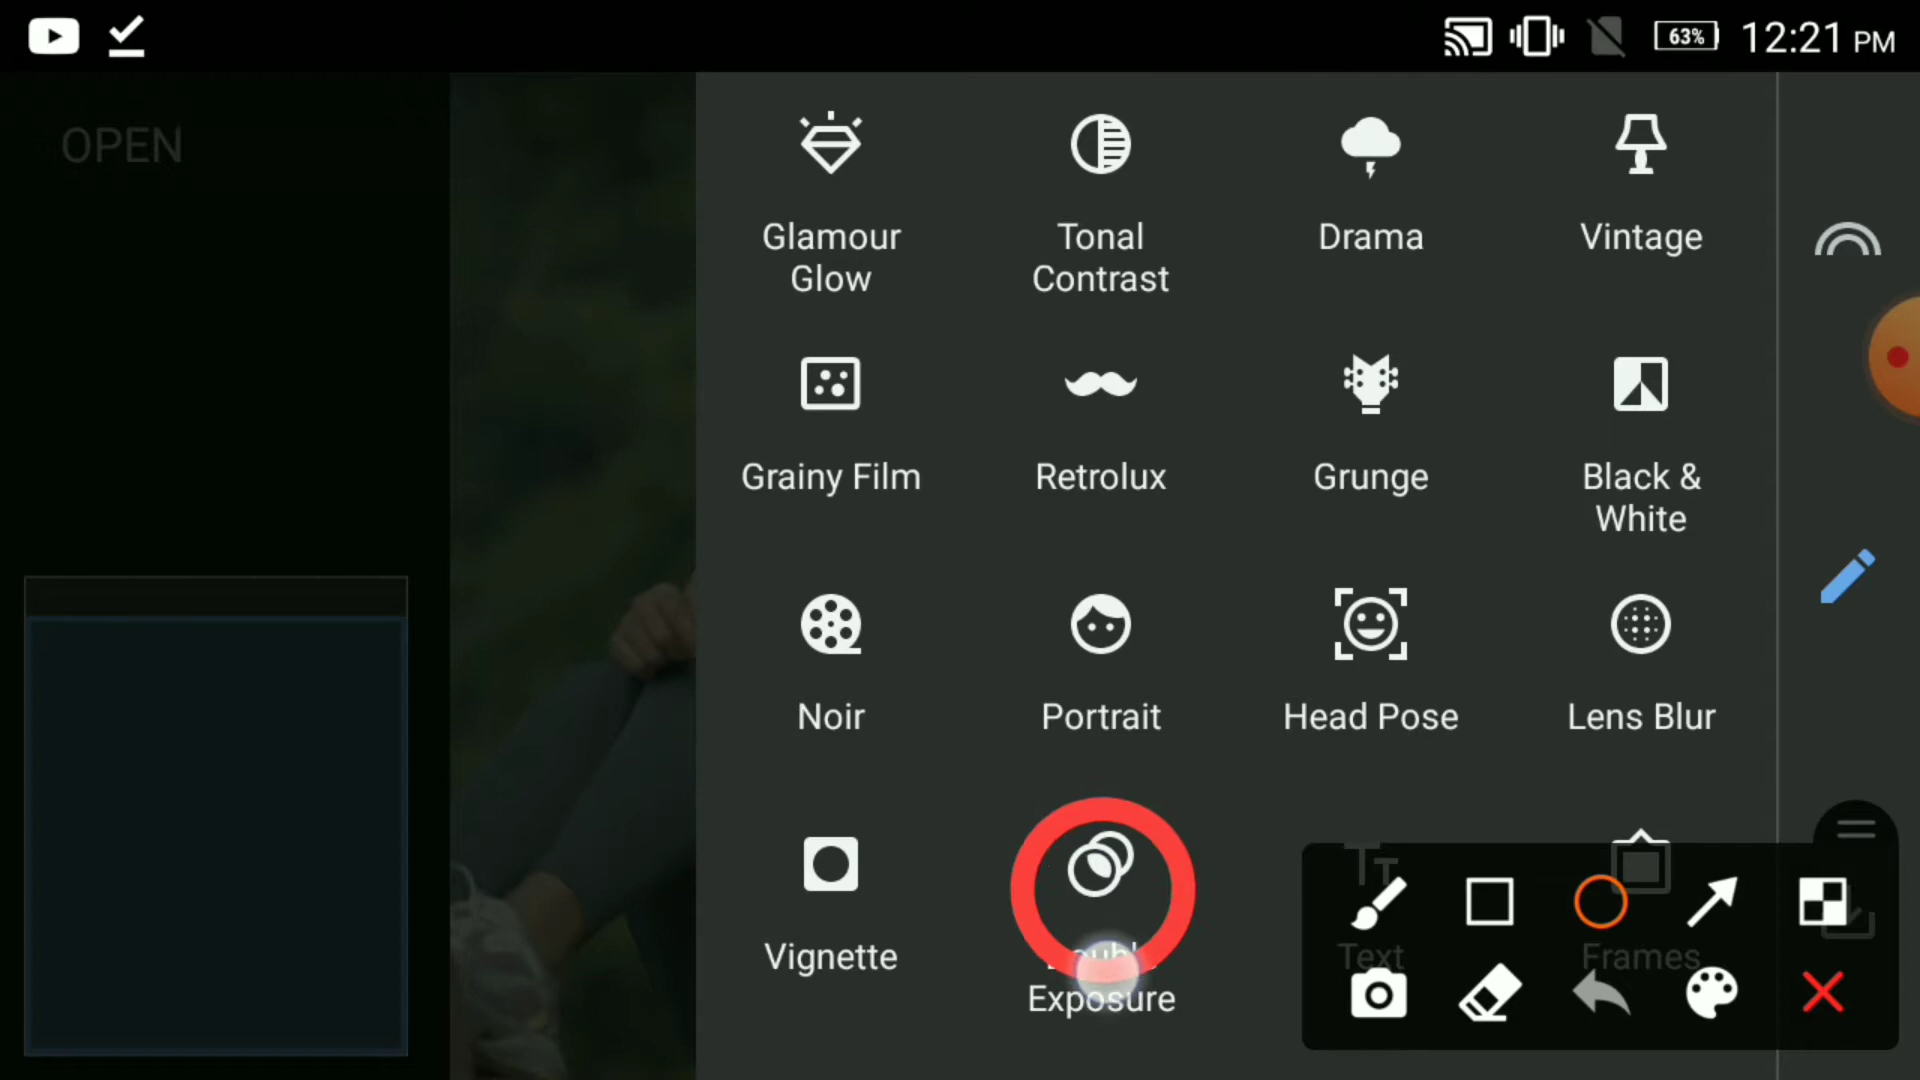 63% 12:21 PM
OPEN
Glamour Glow
Tonal Contrast
Drama
Vintage
Grainy Film
Retrolux
Grunge
Black & White
Noir
Portrait
Head Pose
Lens Blur
Vignette
Double Exposure
Text
Frames